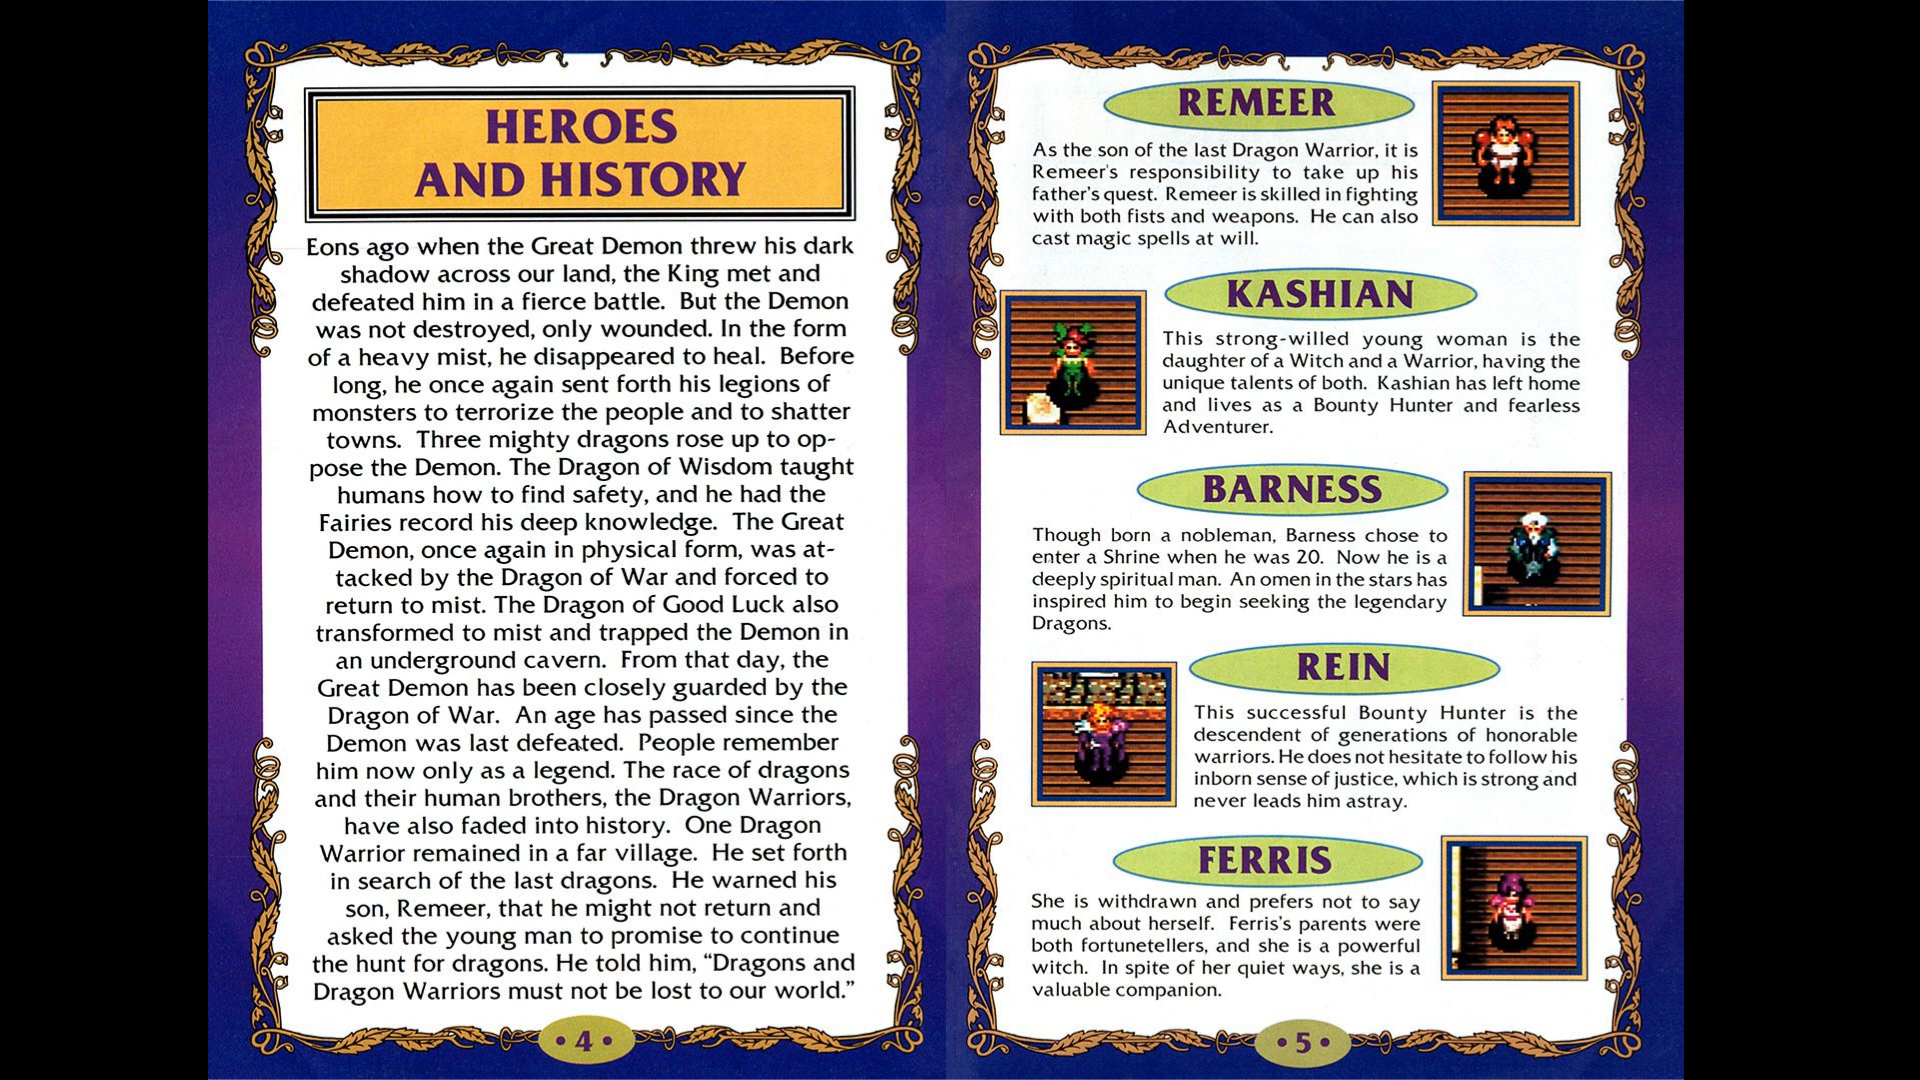 HEROES
AND HISTORY
Eons ago when the Great Demon threw his dark
shadow across our land, the King met and
defeated him in a fierce battle. But the Demon
was not destroyed, only wounded. In the form
of a heavy mist, he disappeared to heal. Before
long, he once again sent forth his legions of
monsters to terrorize the people and to shatter
towns. Three mighty dragons rose up to op-
pose the Demon. The Dragon of Wisdom taught
humans how to find safety, and he had the
Fairies record his deep knowledge. The Great
Demon, once again in physical form, was at-
tacked by the Dragon of War and forced to
return to mist. The Dragon of Good Luck also
transformed to mist and trapped the Demon in
an underground cavern. From that day, the
Great Demon has been closely guarded by the
Dragon of War. An age has passed since the
Demon was last defeated. People remember
him now only as a legend. The race of dragons
and their human brothers, the Dragon Warriors,
have also faded into history. One Dragon
Warrior remained in a far village. He set forth
in search of the last dragons. He warned his
son, Remeer, that he might not return and
asked the young man to promise to continue
the hunt for dragons. He told him, “Dragons and
Dragon Warriors must not be lost to our world.”
• 4 •
REMEER
As the son of the last Dragon Warrior, it is
Remeer's responsibility to take up his
father's quest. Remeer is skilled in fighting
with both fists and weapons. He can also
cast magic spells at will.
KASHIAN
This strong-willed young woman is the
daughter of a Witch and a Warrior, having the
unique talents of both. Kashian has left home
and lives as a Bounty Hunter and fearless
Adventurer.
BARNESS
Though born a nobleman, Barness chose to
enter a Shrine when he was 20. Now he is a
deeply spiritual man. An omen in the stars has
inspired him to begin seeking the legendary
Dragons.
REIN
This successful Bounty Hunter is the
descendent of generations of honorable
warriors. He does not hesitate to follow his
inborn sense of justice, which is strong and
never leads him astray.
FERRIS
She is withdrawn and prefers not to say
much about herself. Ferris's parents were
both fortunetellers, and she is a powerful
witch. In spite of her quiet ways, she is a
valuable companion.
• 5 •